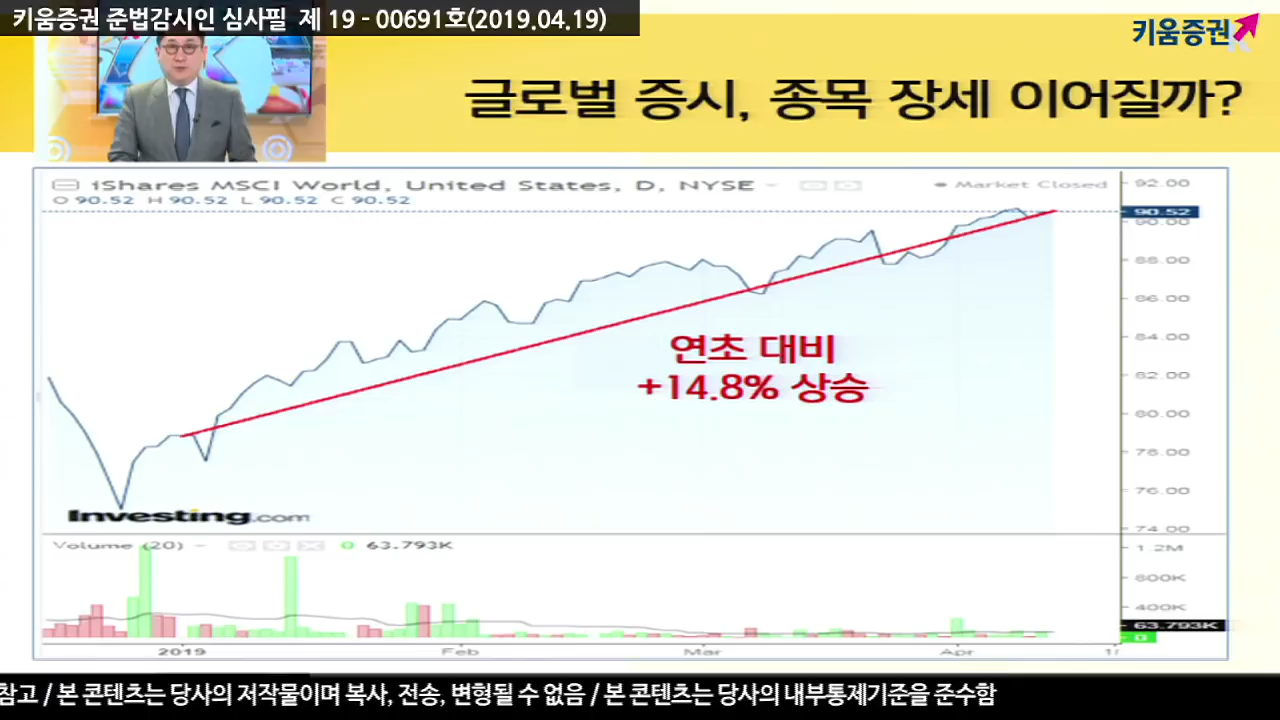 키움증권 준법감시인 심사필 제 19 - 00691호(2019.04.19)
키움증권
글로벌 증시, 종목 장세 이어질까?
iShares MSCI World, United States, D, NYSE
Market Closed
O 90.52 H 90.52 L 90.52 C 90.52
92.00
90.52
90.00
88.00
86.00
84.00
82.00
80.00
78.00
76.00
74.00
연초 대비
+14.8% 상승
Investing.com
Volume (20)
0 63.793K
1.2M
800K
400K
63.793K
0
2019 Feb Mar Apr 1
참고 / 본 콘텐츠는 당사의 저작물이며 복사, 전송, 변형될 수 없음 / 본 콘텐츠는 당사의 내부통제기준을 준수함